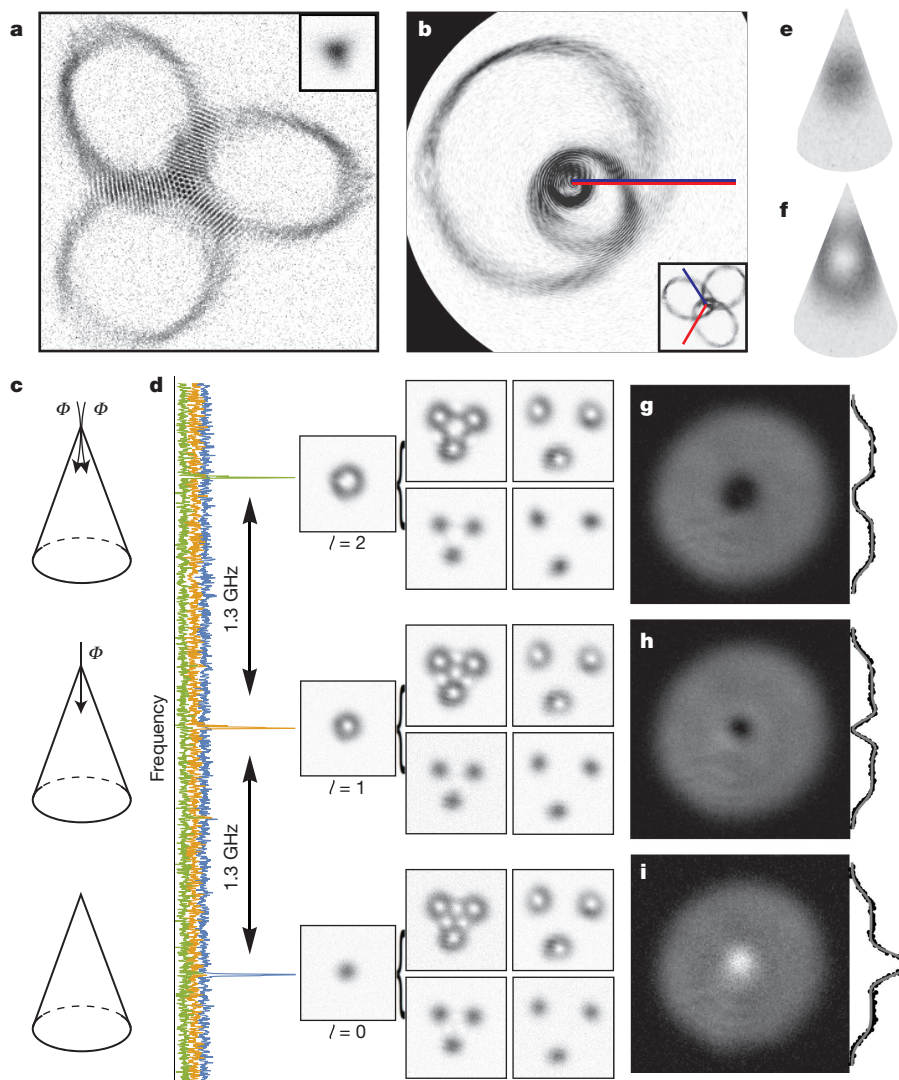 a
b
e
f
c
Φ Φ
d
g
l = 2
1.3 GHz
Φ
Frequency
h
l = 1
1.3 GHz
i
l = 0